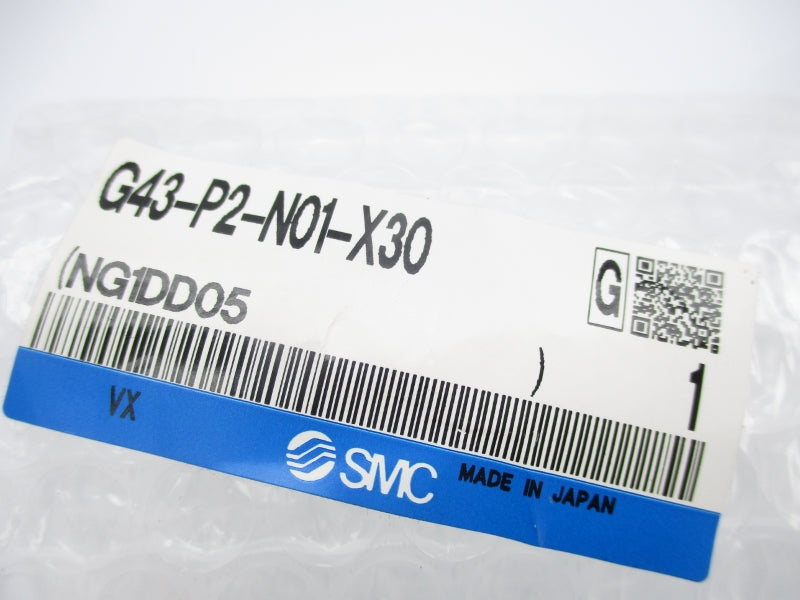 G43-P2-N01-X30
G
(NG1DD05
)
1
VX
SMC MADE IN JAPAN